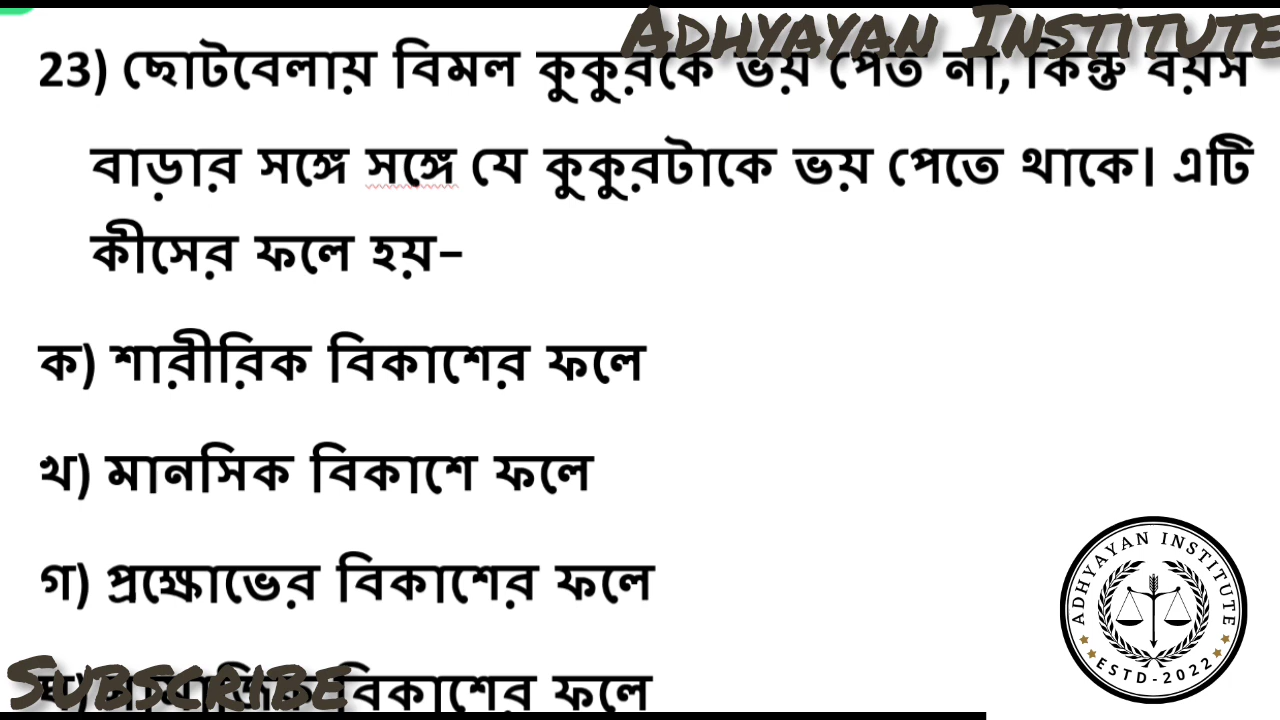 ADHYAYAN INSTITUTE
23) ছোটবেলায় বিমল কুকুরকে ভয় পেত না, কিন্তু বয়স
বাড়ার সঙ্গে সঙ্গে যে কুকুরটাকে ভয় পেতে থাকে। এটি
কীসের ফলে হয়–
ক) শারীরিক বিকাশের ফলে
খ) মানসিক বিকাশে ফলে
গ) প্রক্ষোভের বিকাশের ফলে
বিকাশের ফলে
SUBSCRIBE
ADHYAYAN INSTITUTE
ESTD-2022